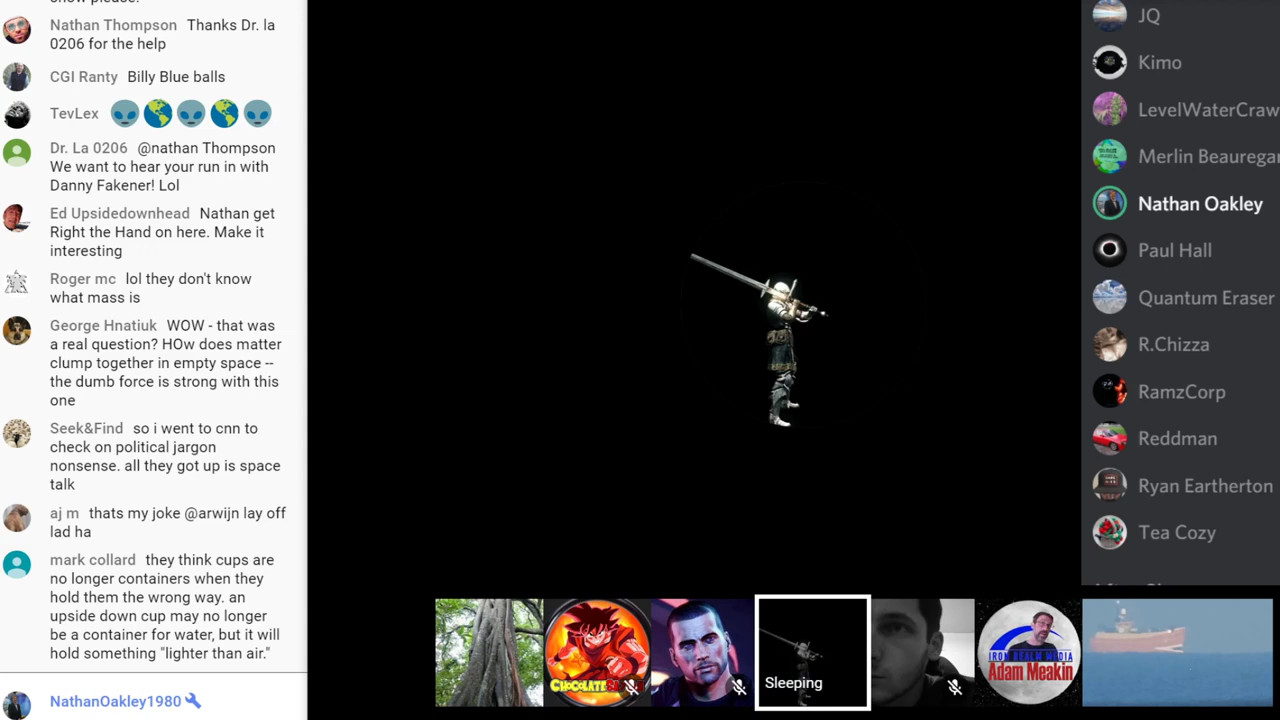 show please!
Nathan Thompson Thanks Dr. la
0206 for the help
CGI Ranty Billy Blue balls
TevLex
Dr. La 0206 @nathan Thompson
We want to hear your run in with
Danny Fakener! Lol
Ed Upsidedownhead Nathan get
Right the Hand on here. Make it
interesting
Roger mc lol they don't know
what mass is
George Hnatiuk WOW - that was
a real question? HOw does matter
clump together in empty space --
the dumb force is strong with this
one
Seek&Find so i went to cnn to
check on political jargon
nonsense. all they got up is space
talk
aj m thats my joke @arwijn lay off
lad ha
mark collard they think cups are
no longer containers when they
hold them the wrong way. an
upside down cup may no longer
be a container for water, but it will
hold something "lighter than air."
NathanOakley1980
Sleeping
IRON REALM MEDIA
Adam Meakin
JQ
Kimo
LevelWaterCraw
Merlin Beauregar
Nathan Oakley
Paul Hall
Quantum Eraser
R.Chizza
RamzCorp
Reddman
Ryan Eartherton
Tea Cozy